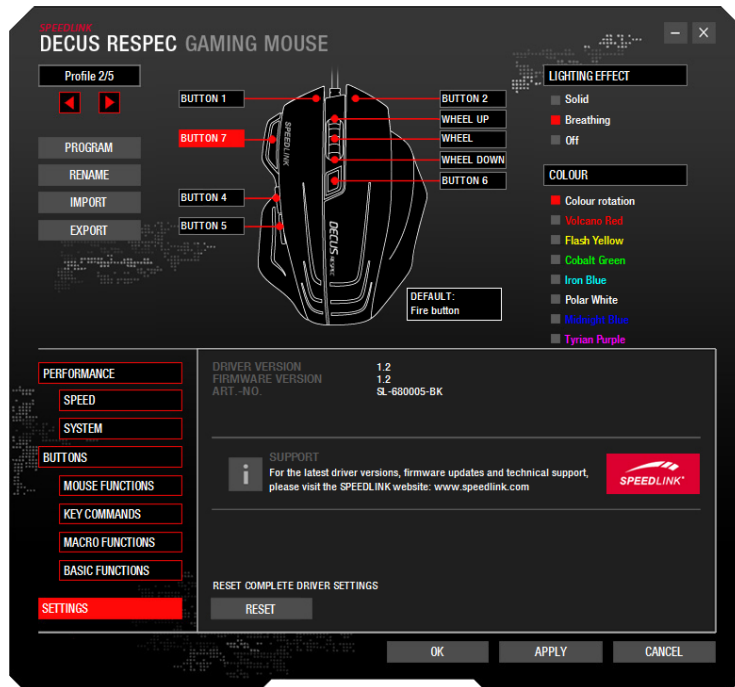 SPEEDLINK
DECUS RESPEC GAMING MOUSE
Profile 2/5
PROGRAM
RENAME
IMPORT
EXPORT
BUTTON 1
BUTTON 7
BUTTON 4
BUTTON 5
BUTTON 2
WHEEL UP
WHEEL
WHEEL DOWN
BUTTON 6
SPEEDLINK
DECUS RESPEC
DEFAULT:
Fire button
LIGHTING EFFECT
Solid
Breathing
Off
COLOUR
Colour rotation
Volcano Red
Flash Yellow
Cobalt Green
Iron Blue
Polar White
Midnight Blue
Tyrian Purple
PERFORMANCE
SPEED
SYSTEM
BUTTONS
MOUSE FUNCTIONS
KEY COMMANDS
MACRO FUNCTIONS
BASIC FUNCTIONS
SETTINGS
DRIVER VERSION 1.2
FIRMWARE VERSION 1.2
ART.-NO. SL-680005-BK
i
SUPPORT
For the latest driver versions, firmware updates and technical support,
please visit the SPEEDLINK website: www.speedlink.com
SPEEDLINK
RESET COMPLETE DRIVER SETTINGS
RESET
OK
APPLY
CANCEL